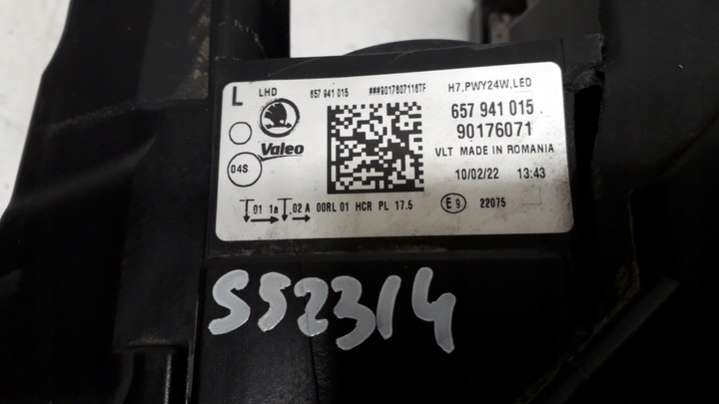 L LHD 657 941 015 ###9017607116TF H7,PWY24W,LED
657 941 015
90176071
Valeo
VLT MADE IN ROMANIA
04S
10/02/22 13:43
01 1a 02 A 00RL 01 HCR PL 17.5 E9 22075
SS2314